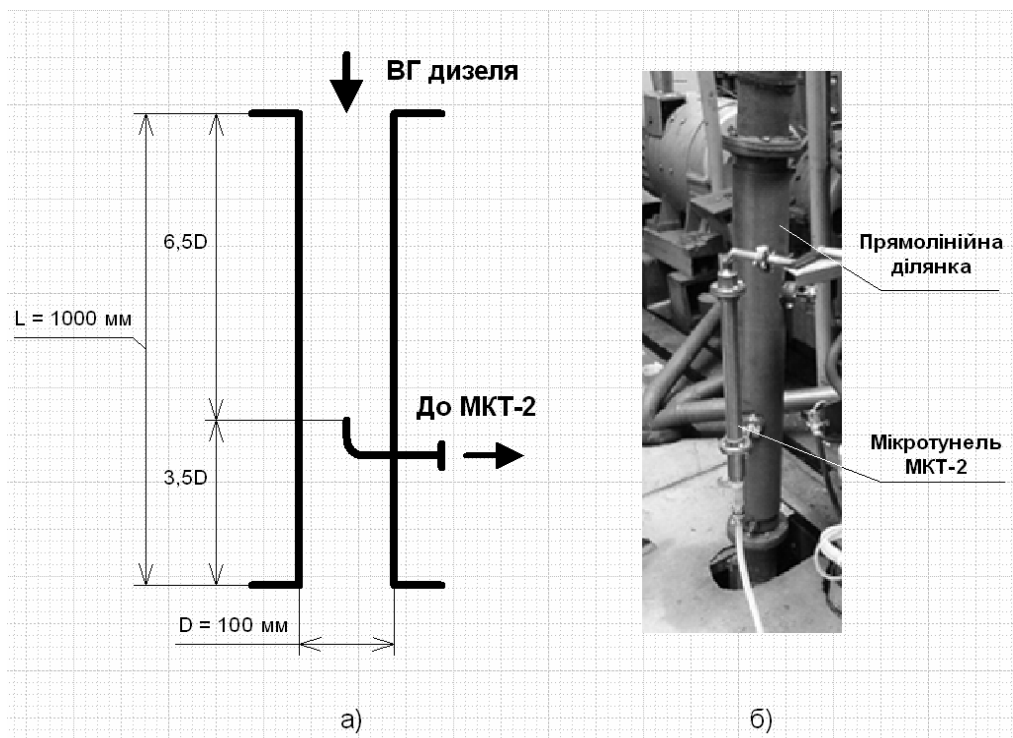 ВГ дизеля
6,5D
L = 1000 мм
До МКТ-2
3,5D
D = 100 мм
а)
Прямолінійна
ділянка
Мікротунель
МКТ-2
б)